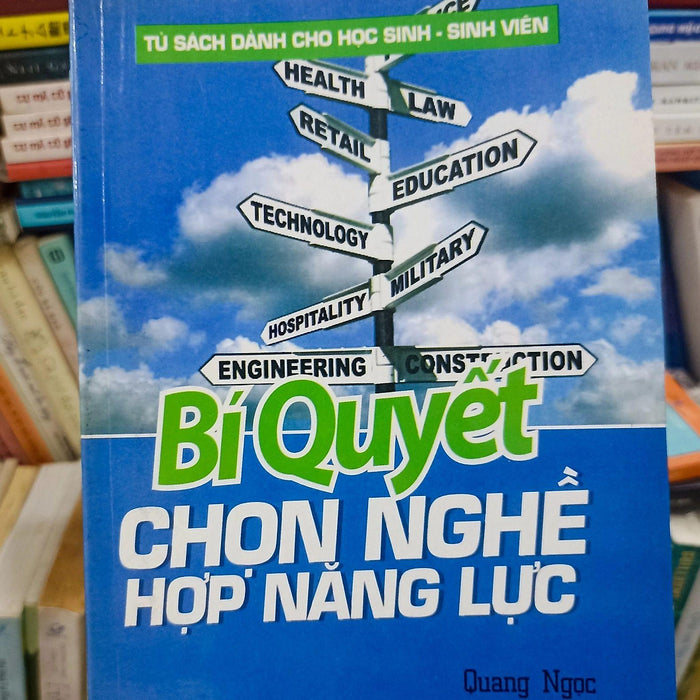 TỦ SÁCH DÀNH CHO HỌC SINH - SINH VIÊN
HEALTH
LAW
RETAIL
EDUCATION
TECHNOLOGY
MILITARY
HOSPITALITY
ENGINEERING
CONSTRUCTION
Bí Quyết
CHỌN NGHỀ
HỢP NĂNG LỰC
Quang Ngọc